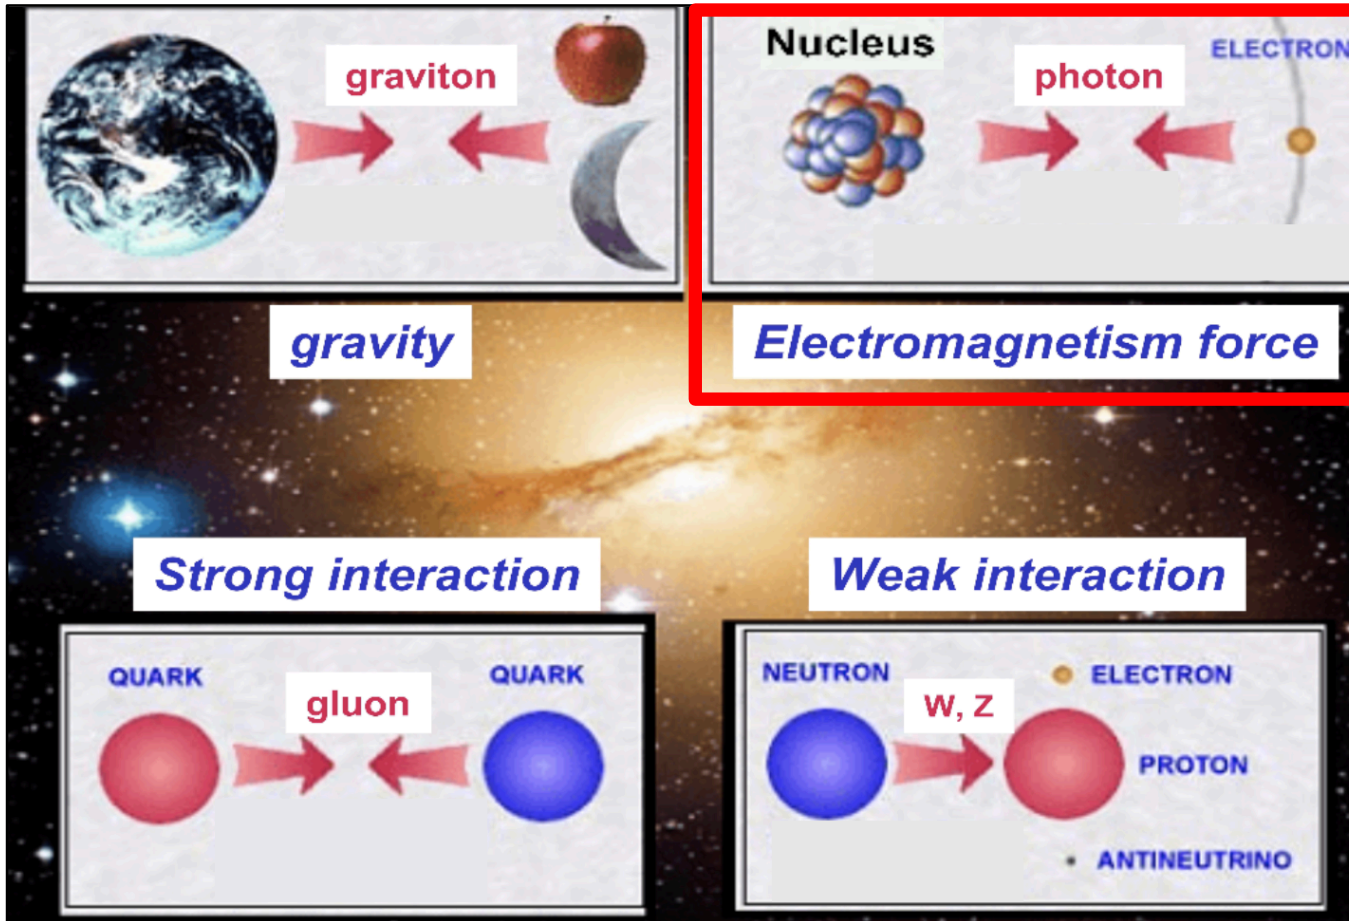 graviton
Nucleus
photon
ELECTRON
gravity
Electromagnetism force
Strong interaction
Weak interaction
QUARK
gluon
QUARK
NEUTRON
W, Z
ELECTRON
PROTON
ANTINEUTRINO